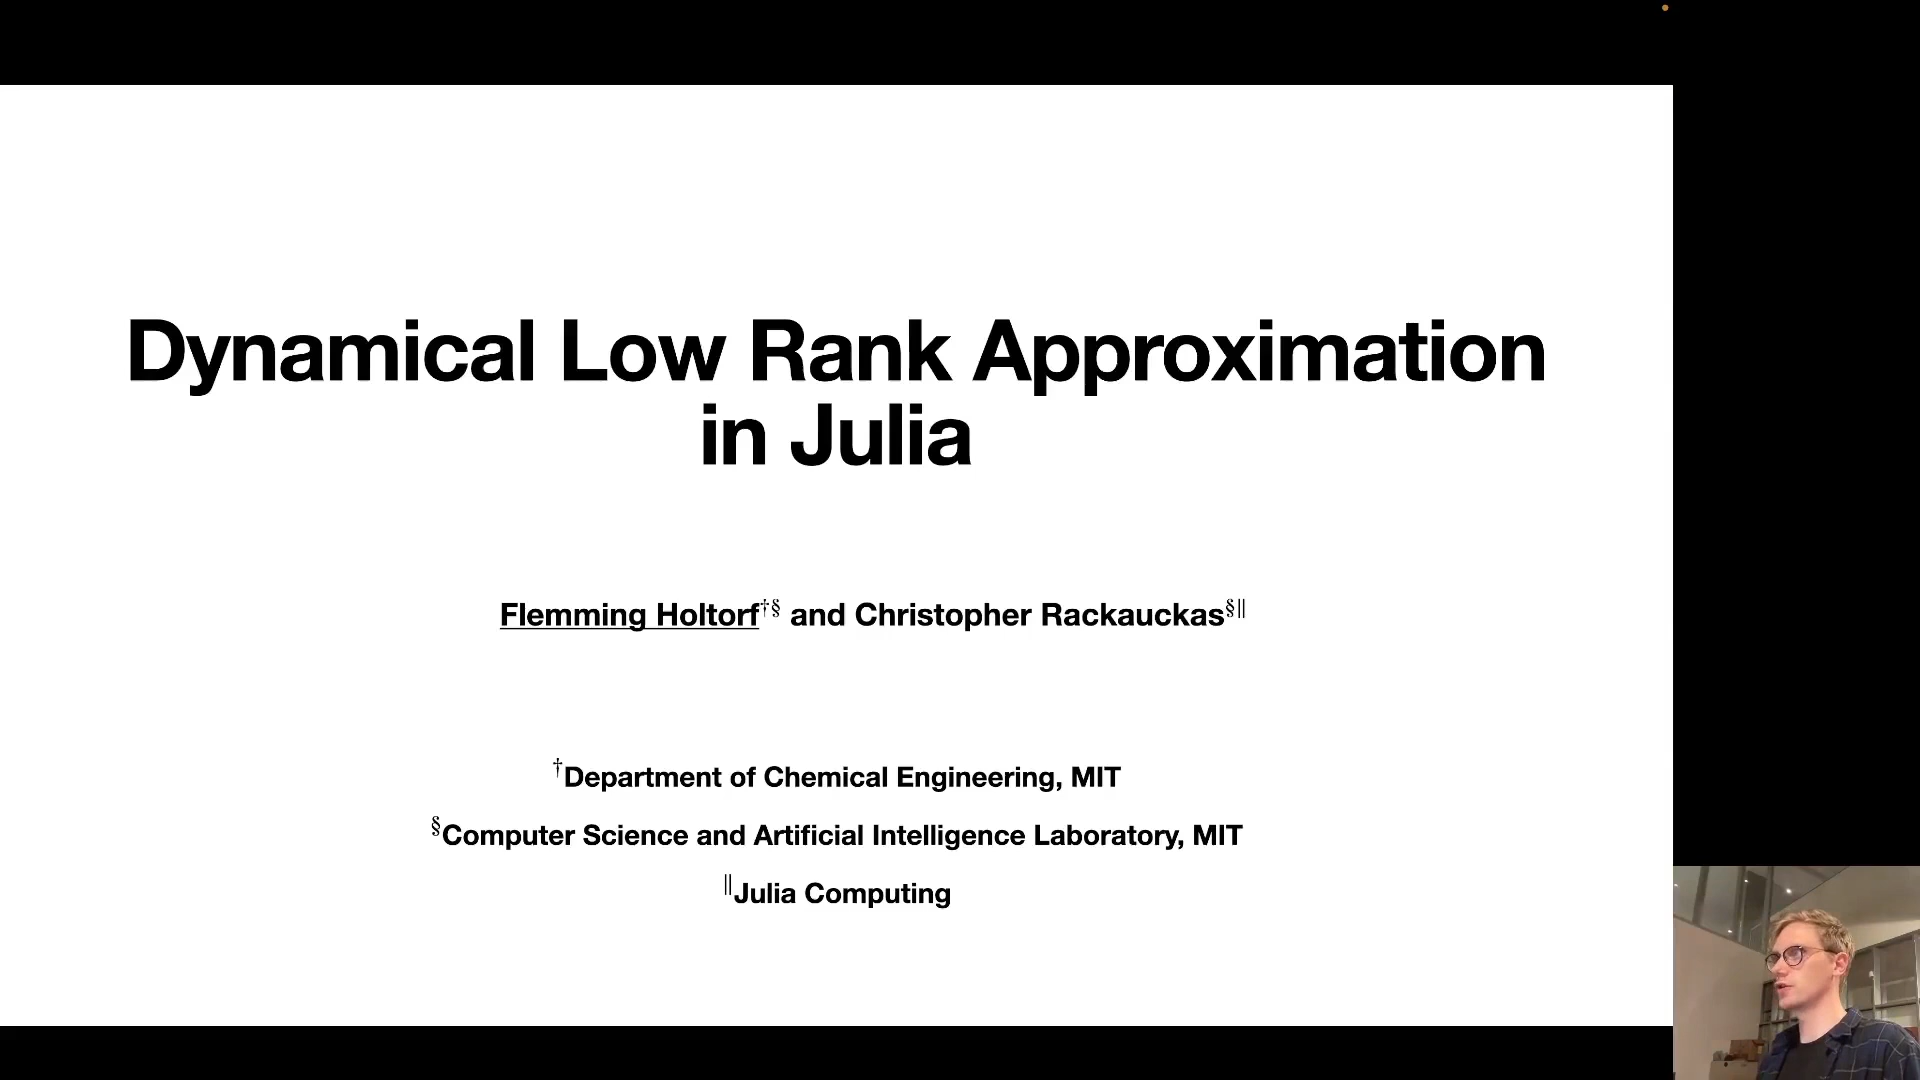 Dynamical Low Rank Approximation
in Julia
Flemming Holtorf†§ and Christopher Rackauckas§‖
†Department of Chemical Engineering, MIT
§Computer Science and Artificial Intelligence Laboratory, MIT
‖Julia Computing